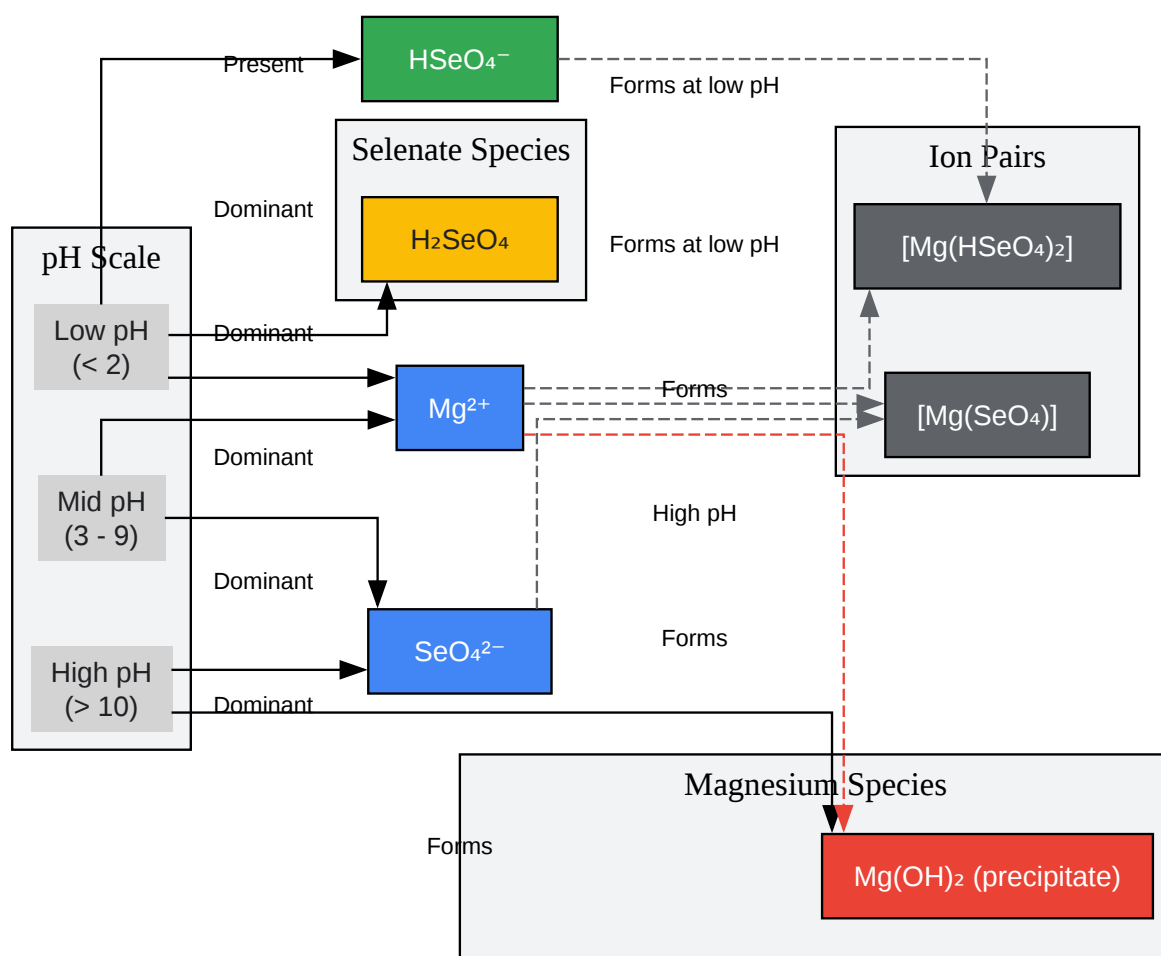 HSeO₄⁻
Present
Forms at low pH
Selenate Species
Ion Pairs
Dominant
H₂SeO₄
Forms at low pH
[Mg(HSeO₄)₂]
pH Scale
Low pH
(< 2)
Dominant
Forms
Mg²⁺
[Mg(SeO₄)]
Dominant
Mid pH
(3 - 9)
High pH
Dominant
SeO₄²⁻
Forms
High pH
(> 10)
Dominant
Magnesium Species
Forms
Mg(OH)₂ (precipitate)